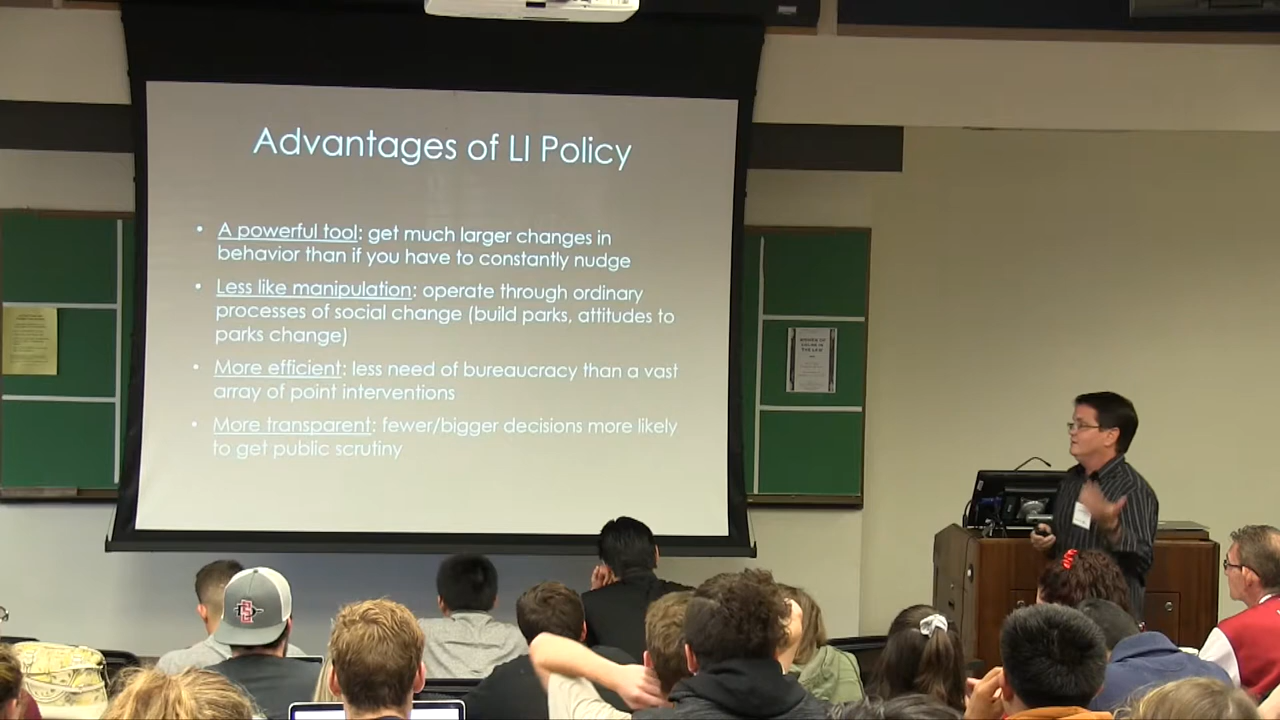 Advantages of LI Policy
• A powerful tool: get much larger changes in
behavior than if you have to constantly nudge
• Less like manipulation: operate through ordinary
processes of social change (build parks, attitudes to
parks change)
• More efficient: less need of bureaucracy than a vast
array of point interventions
• More transparent: fewer/bigger decisions more likely
to get public scrutiny